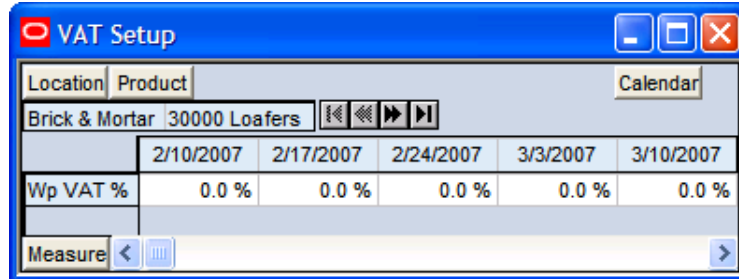 VAT Setup
Location Product Calendar
Brick & Mortar 30000 Loafers
2/10/2007 2/17/2007 2/24/2007 3/3/2007 3/10/2007
Wp VAT % 0.0 % 0.0 % 0.0 % 0.0 % 0.0 %
Measure